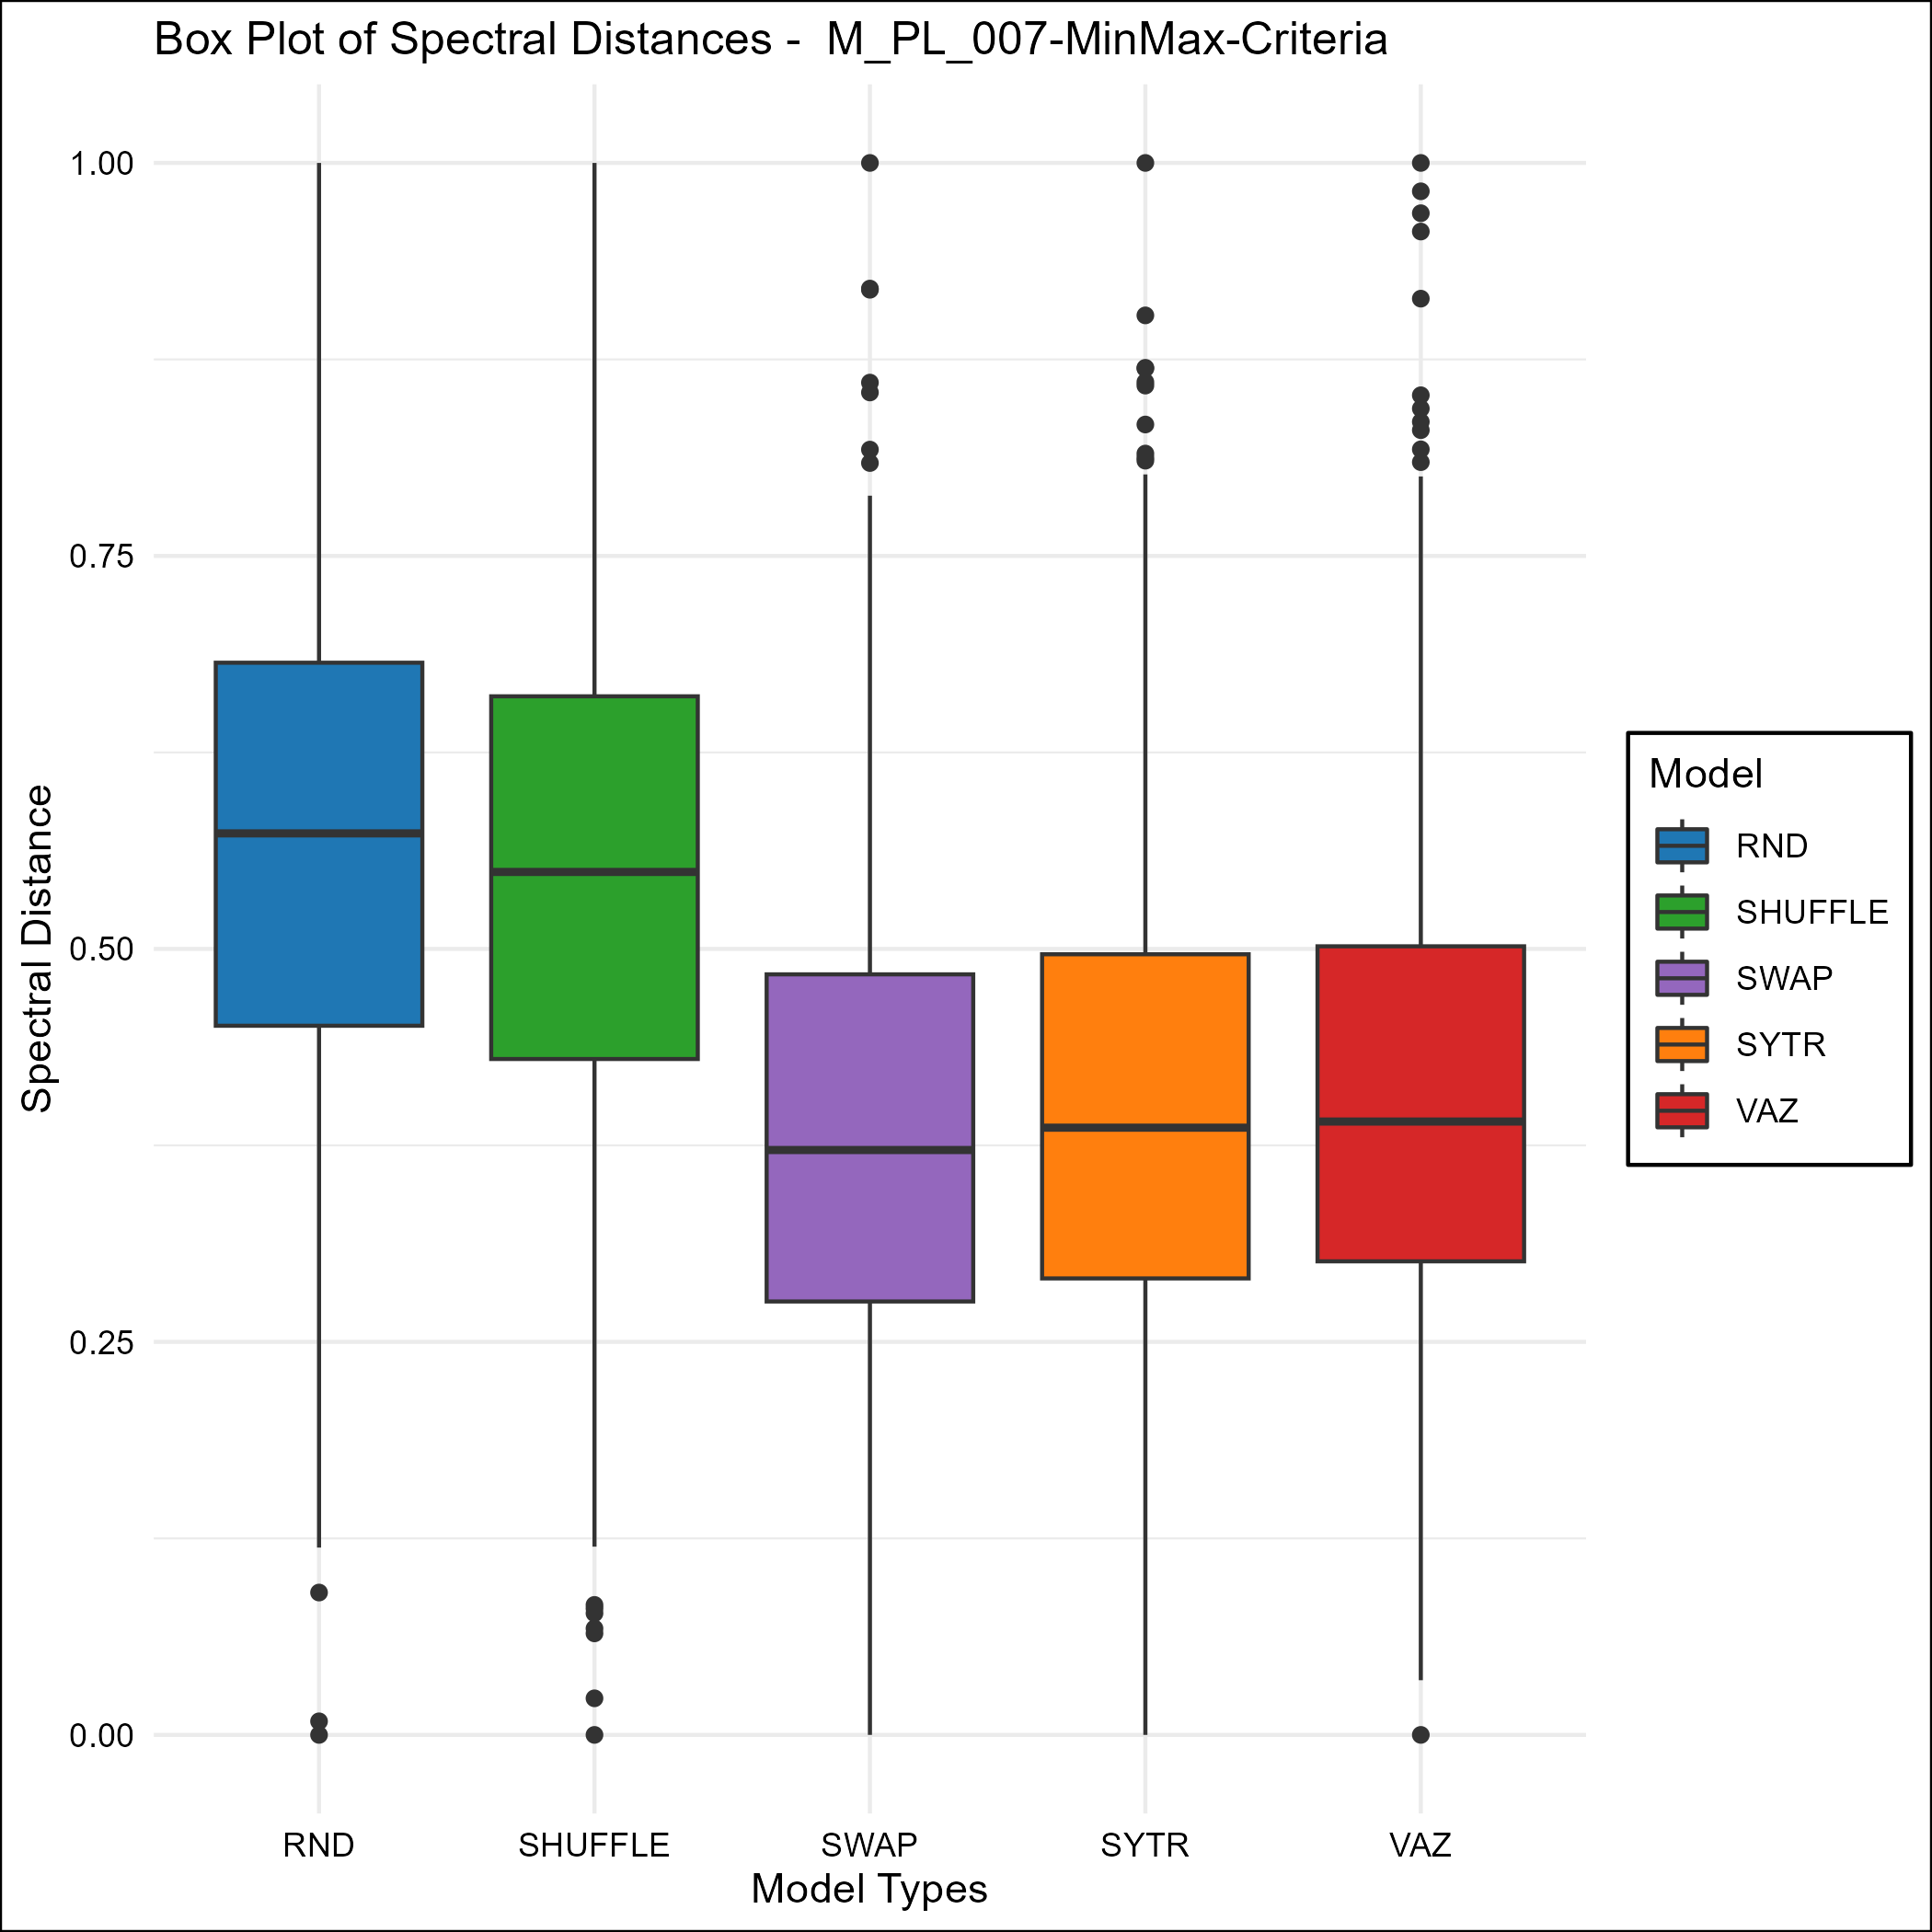 Box Plot of Spectral Distances -  M_PL_007-MinMax-Criteria
Spectral Distance
1.00
0.75
0.50
0.25
0.00
RND SHUFFLE SWAP SYTR VAZ
Model Types
Model
RND
SHUFFLE
SWAP
SYTR
VAZ